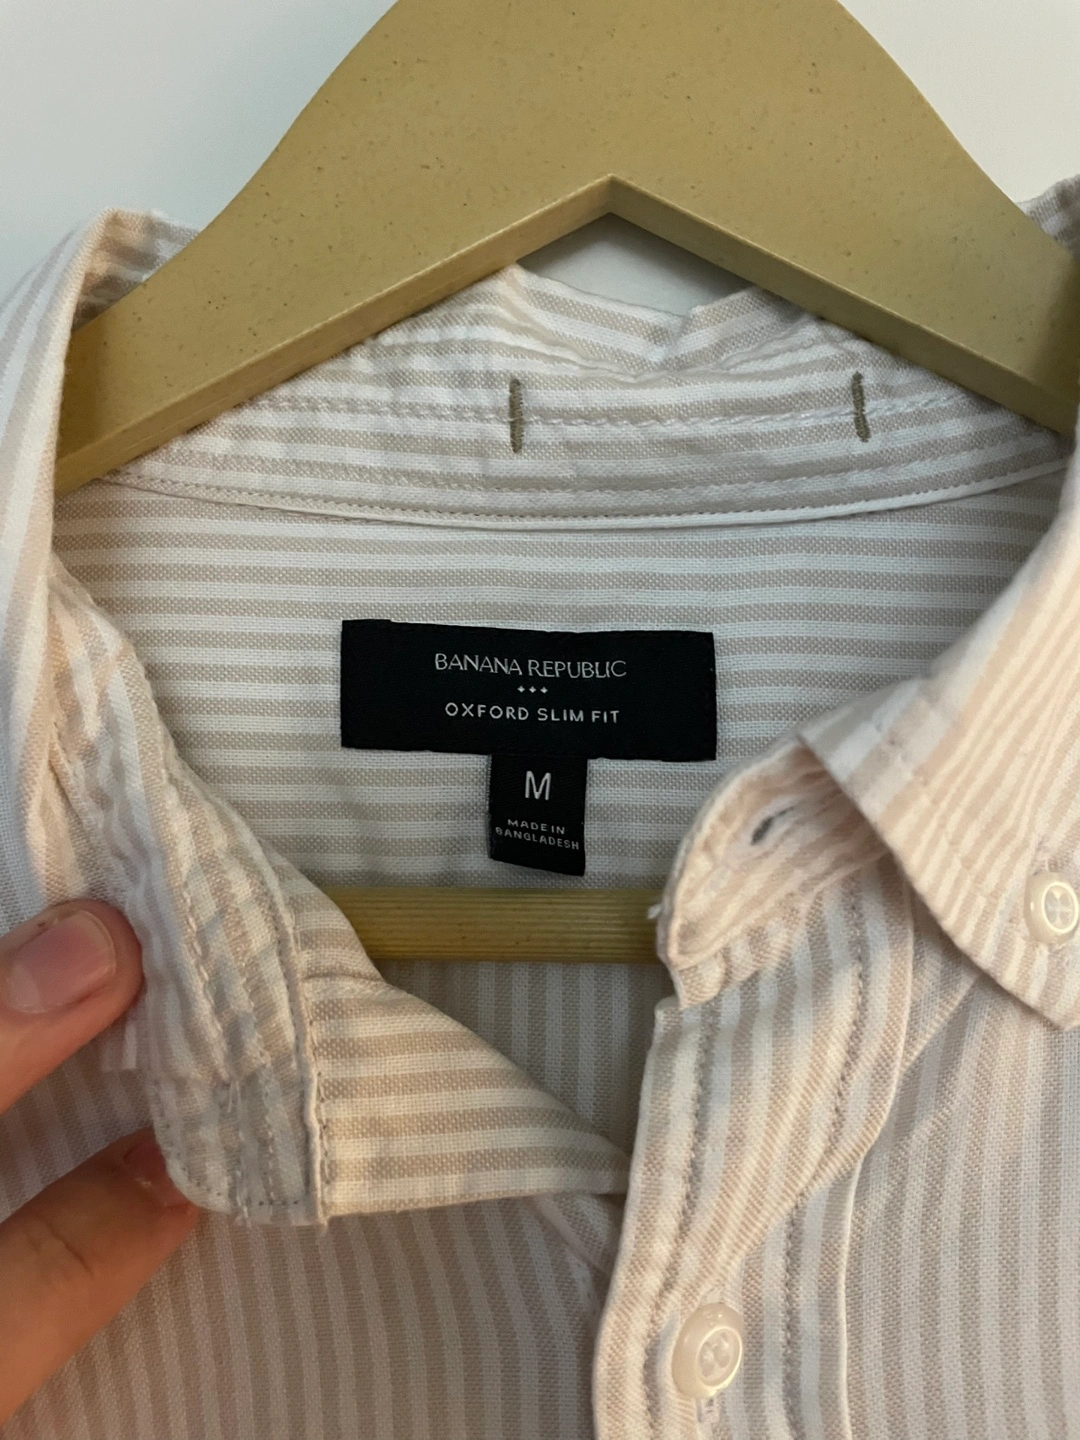 BANANA REPUBLIC
OXFORD SLIM FIT
M
MADE IN
BANGLADESH